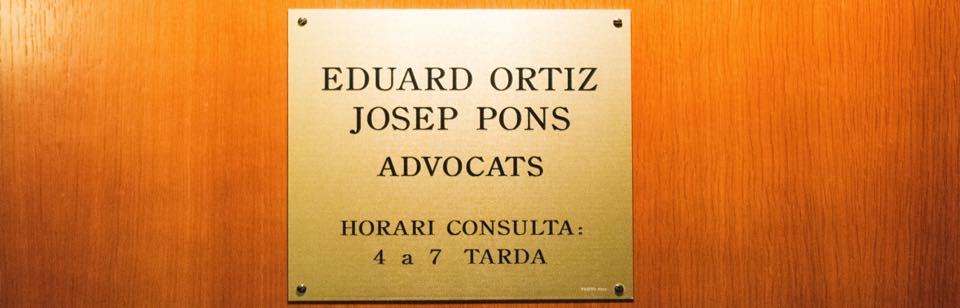 EDUARD ORTIZ
JOSEP PONS
ADVOCATS
HORARI CONSULTA:
4 a 7 TARDA